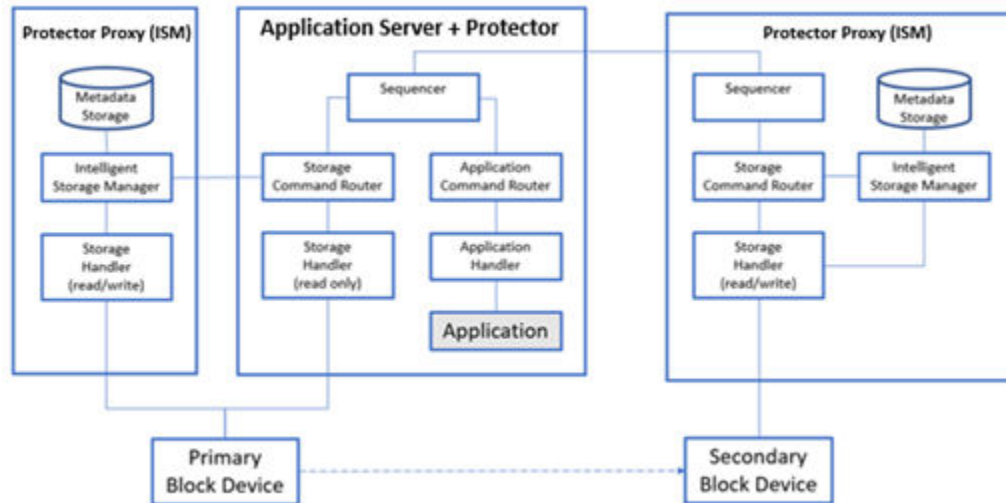 Protector Proxy (ISM)
Metadata
Storage
Intelligent
Storage Manager
Storage
Handler
(read/write)
Application Server + Protector
Sequencer
Storage
Command Router
Application
Command Router
Storage
Handler
(read only)
Application
Handler
Application
Protector Proxy (ISM)
Sequencer
Metadata
Storage
Storage
Command Router
Intelligent
Storage Manager
Storage
Handler
(read/write)
Primary
Block Device
Secondary
Block Device